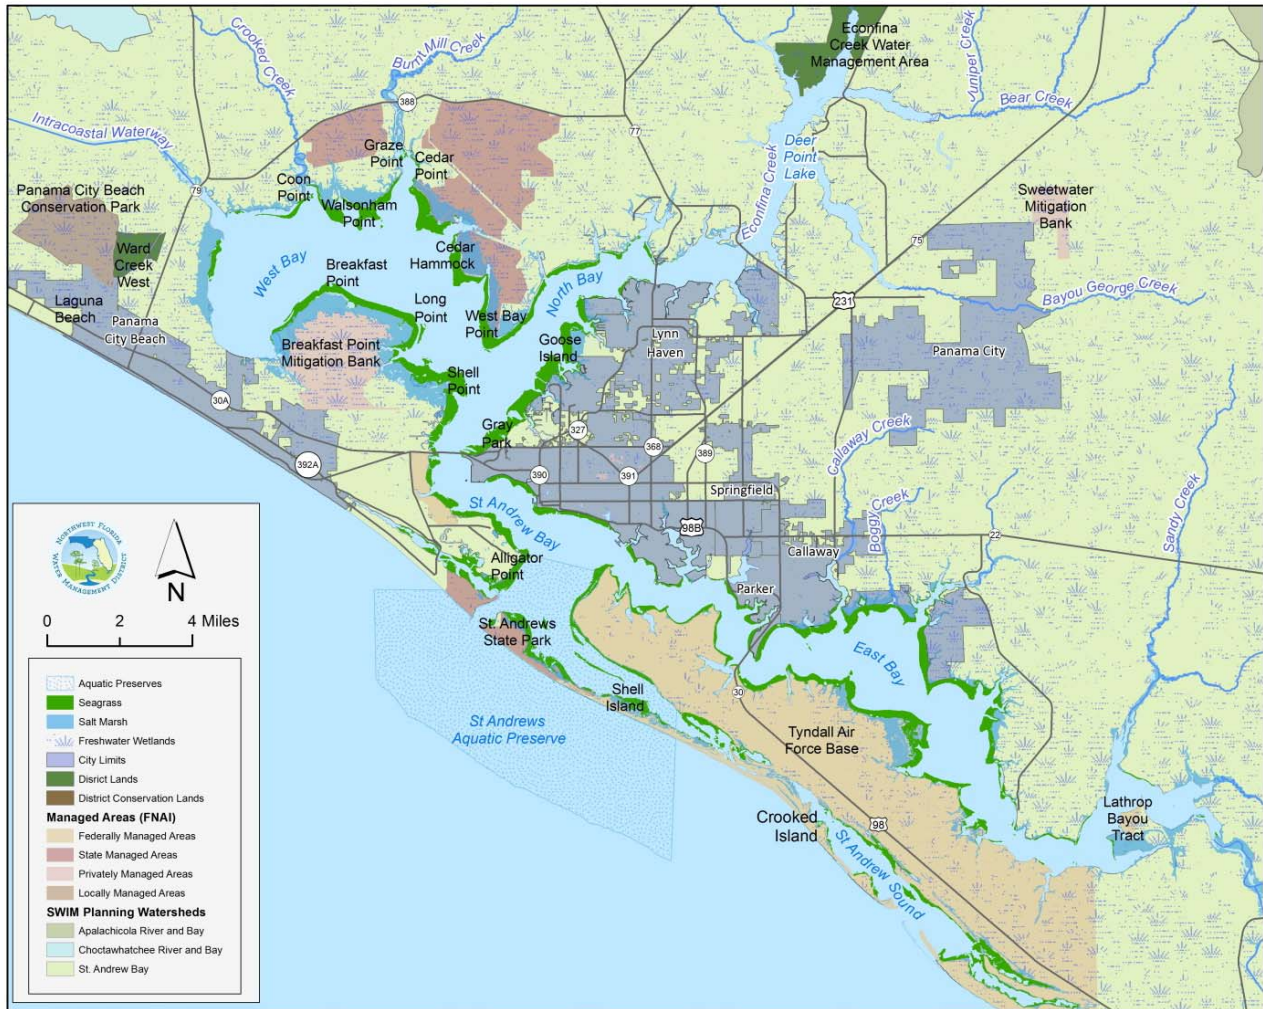 Crooked Creek
Burnt Mill Creek
Econfina
Creek Water
Management Area
Juniper Creek
Bear Creek
388
77
Intracoastal Waterway
Graze
Point
Cedar
Point
Deer
Point
Lake
Econfina Creek
Coon
Point
79
Panama City Beach
Conservation Park
Walsonham
Point
Sweetwater
Mitigation
Bank
Ward
Creek
West
West Bay
Cedar
Hammock
75
Breakfast
Point
North Bay
Bayou George Creek
Laguna
Beach
Panama
City Beach
Long
Point
West Bay
Point
231
Goose
Island
Lynn
Haven
Breakfast Point
Mitigation Bank
Panama City
Shell
Point
30A
Gray
Park
327
368
389
Callaway Creek
392A
390
391
Springfield
St Andrew Bay
98B
Boggy Creek
Sandy Creek
22
Callaway
Alligator
Point
Parker
St. Andrews
State Park
East Bay
Shell
Island
30
St Andrews
Aquatic Preserve
Tyndall Air
Force Base
Crooked
Island
98
Lathrop
Bayou
Tract
St Andrew Sound
NORTHWEST FLORIDA
WATER MANAGEMENT DISTRICT
N
0 2 4 Miles
Aquatic Preserves
Seagrass
Salt Marsh
Freshwater Wetlands
City Limits
Disrict Lands
District Conservation Lands
Managed Areas (FNAI)
Federally Managed Areas
State Managed Areas
Privately Managed Areas
Locally Managed Areas
SWIM Planning Watersheds
Apalachicola River and Bay
Choctawhatchee River and Bay
St. Andrew Bay